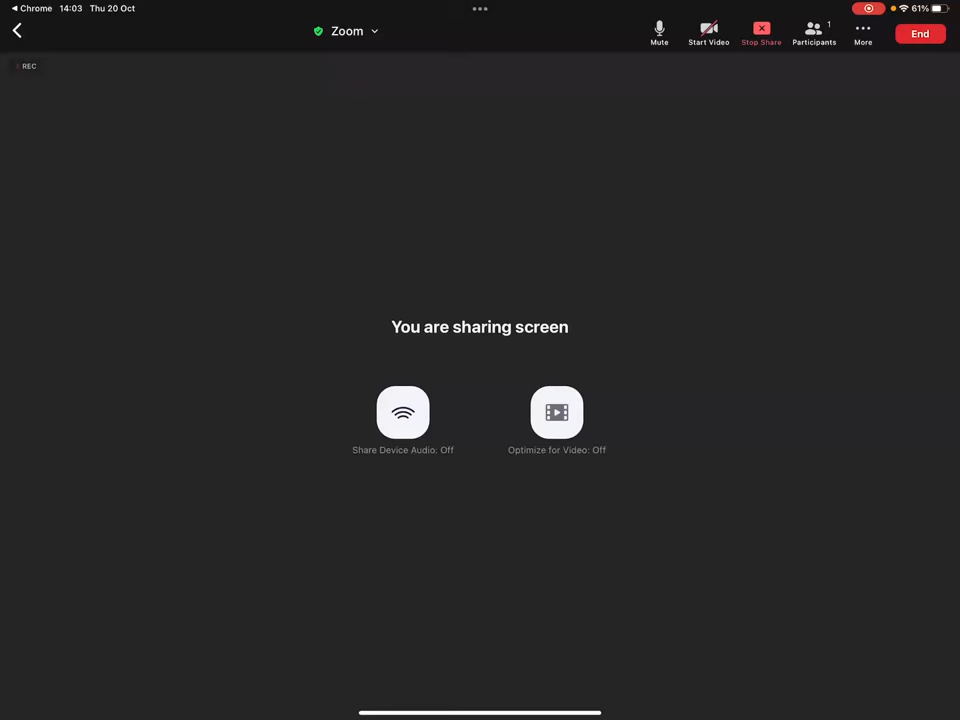 Chrome 14:03 Thu 20 Oct
61%
Zoom
Mute
Start Video
Stop Share
Participants
1
More
End
REC
You are sharing screen
Share Device Audio: Off
Optimize for Video: Off